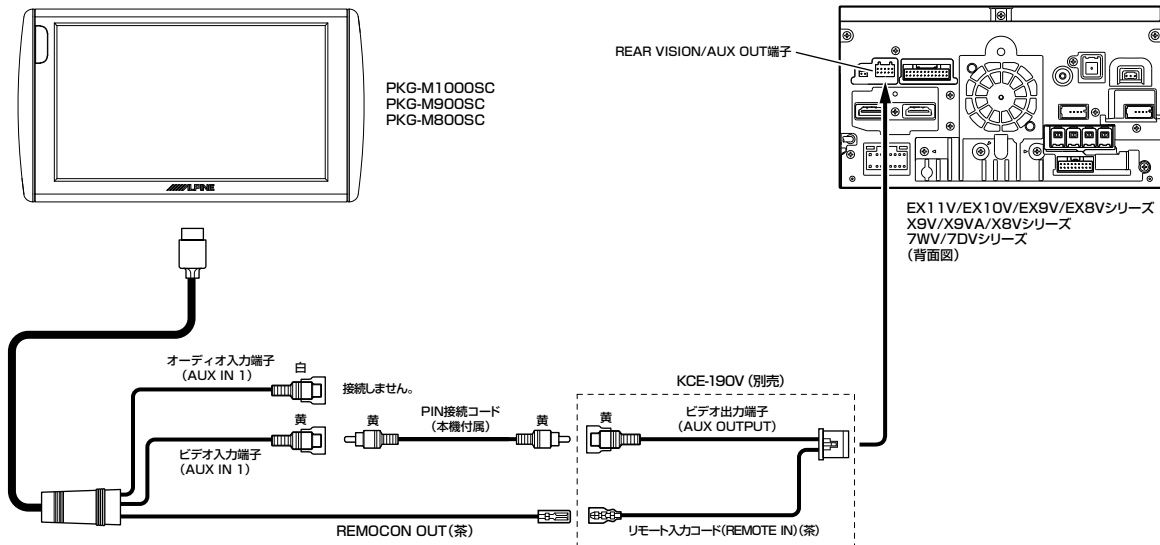 REAR VISION/AUX OUT端子
PKG-M1000SC
PKG-M900SC
PKG-M800SC
ALPINE
EX11V/EX10V/EX9V/EX8Vシリーズ
X9V/X9VA/X8Vシリーズ
7WV/7DVシリーズ
(背面図)
オーディオ入力端子
(AUX IN 1)
白
接続しません。
KCE-190V(別売)
黄
黄
PIN接続コード
(本機付属)
黄
黄
ビデオ出力端子
(AUX OUTPUT)
ビデオ入力端子
(AUX IN 1)
REMOCON OUT(茶)
リモート入力コード(REMOTE IN)(茶)